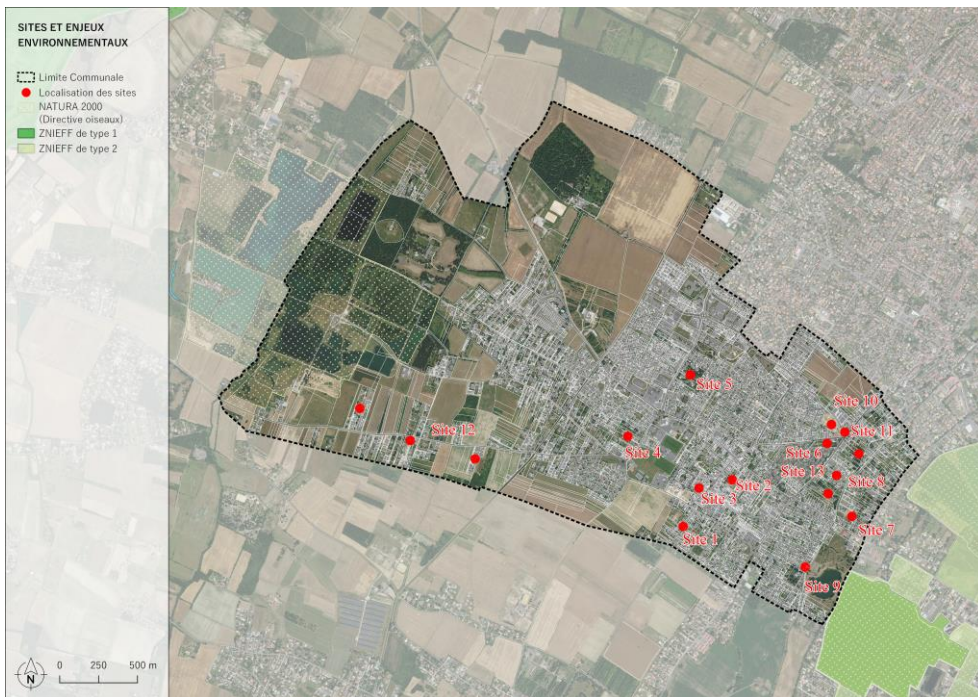 SITES ET ENJEUX
ENVIRONNEMENTAUX
Limite Communale
Localisation des sites
NATURA 2000
(Directive oiseaux)
ZNIEFF de type 1
ZNIEFF de type 2
Site 5
Site 10
Site 11
Site 12
Site 4
Site 6
Site 13
Site 8
Site 2
Site 3
Site 7
Site 1
Site 9
N
0 250 500 m